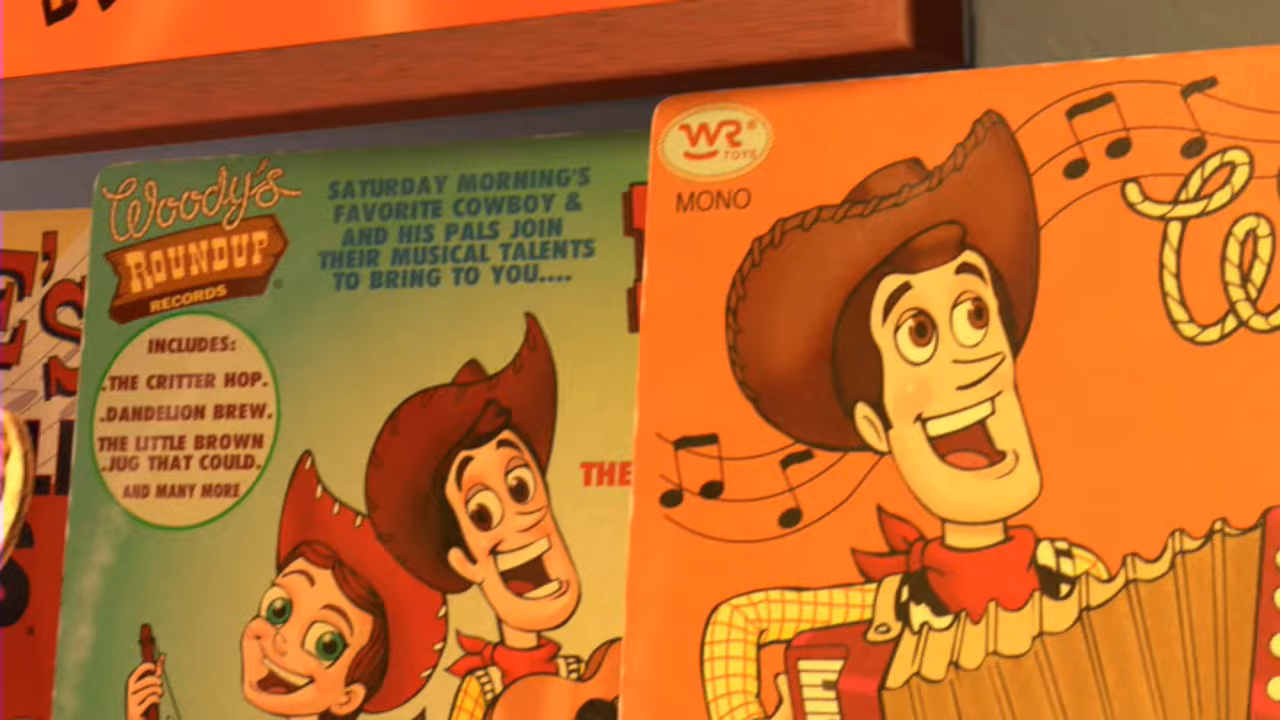 Woody's
ROUNDUP
RECORDS
SATURDAY MORNING'S
FAVORITE COWBOY &
AND HIS PALS JOIN
THEIR MUSICAL TALENTS
TO BRING TO YOU....
INCLUDES:
.THE CRITTER HOP.
.DANDELION BREW.
THE LITTLE BROWN
.JUG THAT COULD.
AND MANY MORE
THE
WR®
TOYS
MONO